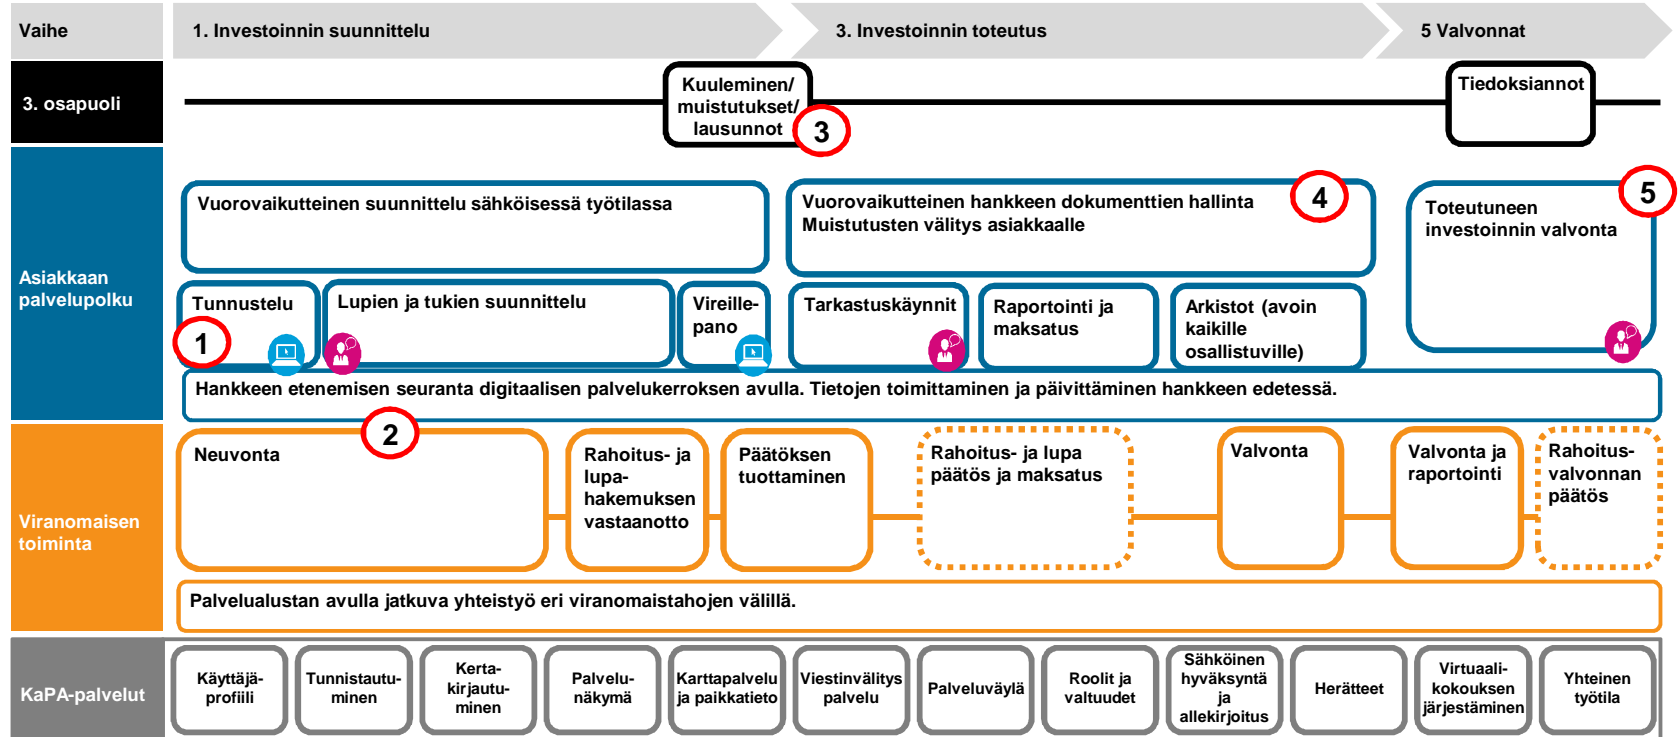 Vaihe
1. Investoinnin suunnittelu
3. Investoinnin toteutus
5 Valvonnat
3. osapuoli
Kuuleminen/
muistutukset/
lausunnot
3
Tiedoksiannot
Asiakkaan
palvelupolku
Vuorovaikutteinen suunnittelu sähköisessä työtilassa
Vuorovaikutteinen hankkeen dokumenttien hallinta
Muistutusten välitys asiakkaalle
4
Toteutuneen
investoinnin valvonta
5
Tunnustelu
1
Lupien ja tukien suunnittelu
Vireille-
pano
Tarkastuskäynnit
Raportointi ja
maksatus
Arkistot (avoin
kaikille
osallistuville)
Hankkeen etenemisen seuranta digitaalisen palvelukerroksen avulla. Tietojen toimittaminen ja päivittäminen hankkeen edetessä.
Viranomaisen
toiminta
2
Neuvonta
Rahoitus- ja
lupa-
hakemuksen
vastaanotto
Päätöksen
tuottaminen
Rahoitus- ja lupa
päätös ja maksatus
Valvonta
Valvonta ja
raportointi
Rahoitus-
valvonnan
päätös
Palvelualustan avulla jatkuva yhteistyö eri viranomaistahojen välillä.
KaPA-palvelut
Käyttäjä-
profiili
Tunnistautu-
minen
Kerta-
kirjautu-
minen
Palvelu-
näkymä
Karttapalvelu
ja paikkatieto
Viestinvälitys
palvelu
Palveluväylä
Roolit ja
valtuudet
Sähköinen
hyväksyntä
ja
allekirjoitus
Herätteet
Virtuaali-
kokouksen
järjestäminen
Yhteinen
työtila